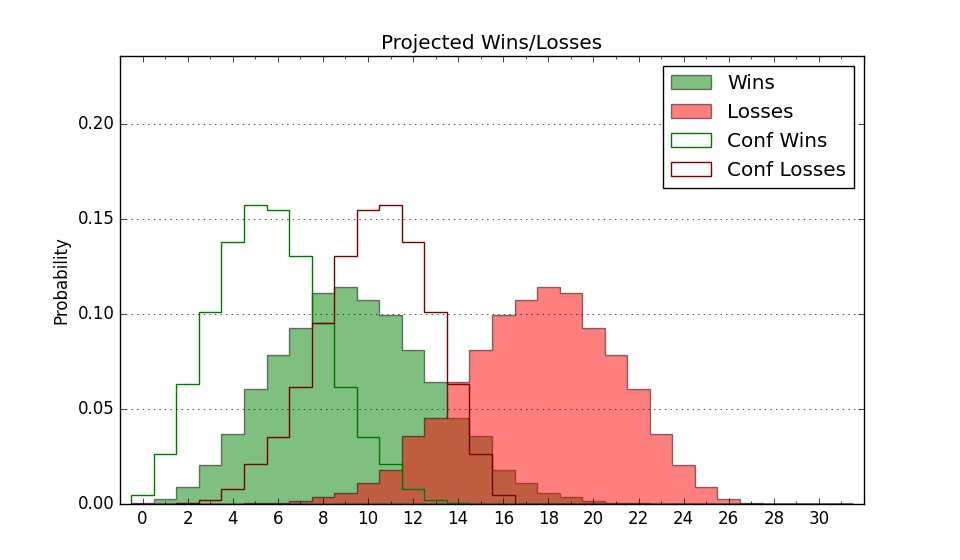 Projected Wins/Losses
Wins
Losses
Conf Wins
Conf Losses
Probability
0.20
0.15
0.10
0.05
0.00
0 2 4 6 8 10 12 14 16 18 20 22 24 26 28 30